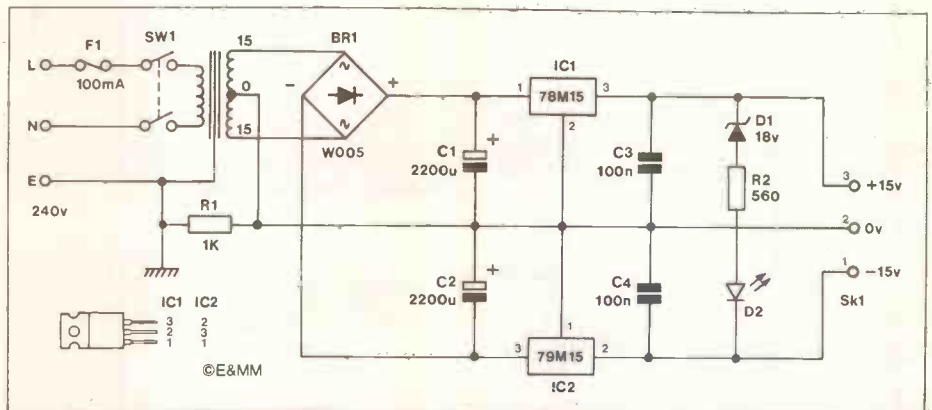 F1
SW1
BR1
L
100mA
15
0
15
IC1
1
78M15
3
2
−
+
W005
N
E
240v
R1
1K
+
C1
2200u
C3
100n
D1
18v
R2
560
3
+15v
2
0v
+
C2
2200u
C4
100n
D2
1
−15v
Sk1
1
3
79M15
2
IC2
IC1 IC2
3 2
2 3
1 1
©E&MM